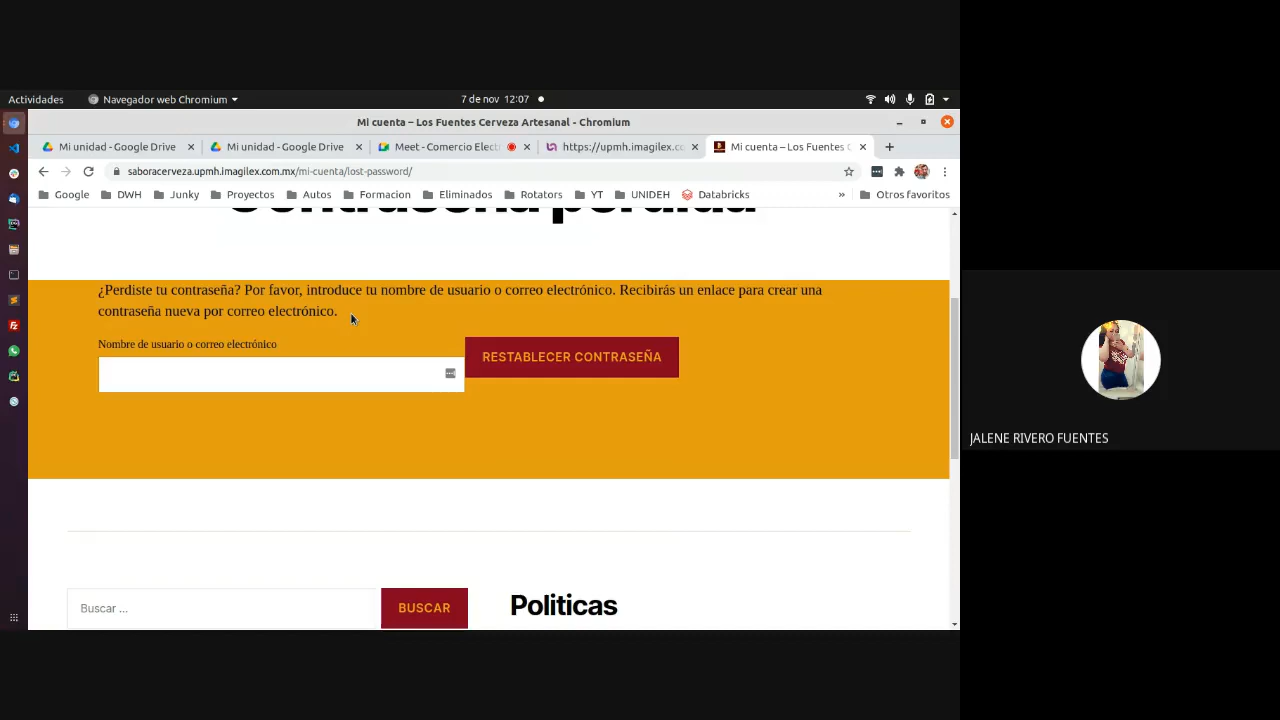 Actividades
Navegador web Chromium
7 de nov 12:07
Mi cuenta – Los Fuentes Cerveza Artesanal - Chromium
Mi unidad - Google Drive
Mi unidad - Google Drive
Meet - Comercio Elect
https://upmh.imagilex.co
Mi cuenta – Los Fuentes C
saboracerveza.upmh.imagilex.com.mx/mi-cuenta/lost-password/
Google
DWH
Junky
Proyectos
Autos
Formacion
Eliminados
Rotators
YT
UNIDEH
Databricks
»
Otros favoritos
Contraseña perdida
¿Perdiste tu contraseña? Por favor, introduce tu nombre de usuario o correo electrónico. Recibirás un enlace para crear una
contraseña nueva por correo electrónico.
Nombre de usuario o correo electrónico
RESTABLECER CONTRASEÑA
JALENE RIVERO FUENTES
Buscar ...
BUSCAR
Politicas